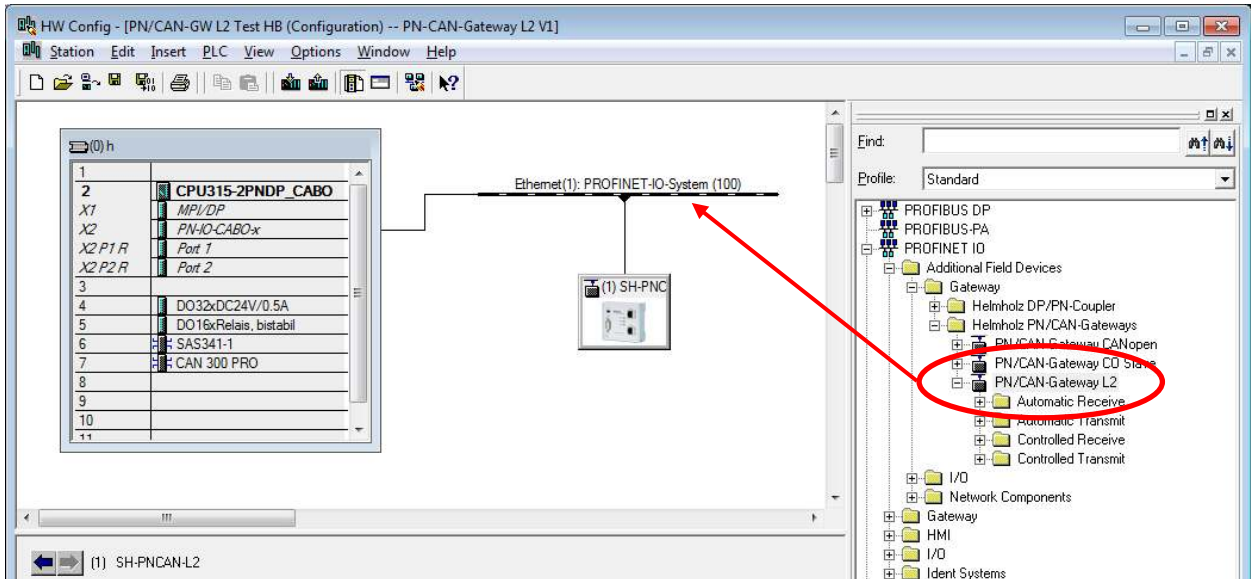 HW Config - [PN/CAN-GW L2 Test HB (Configuration) -- PN-CAN-Gateway L2 V1]
Station Edit Insert PLC View Options Window Help
(0) h
1
2 CPU315-2PNDP_CABO
X1 MPI/DP
X2 PN-IO-CABO-x
X2 P1 R Port 1
X2 P2 R Port 2
3
4 DO32xDC24V/0.5A
5 DO16xRelais, bistabil
6 SAS341-1
7 CAN 300 PRO
8
9
10
11
Ethernet(1): PROFINET-IO-System (100)
(1) SH-PNC
(1) SH-PNCAN-L2
Find:
Profile: Standard
PROFIBUS DP
PROFIBUS-PA
PROFINET IO
Additional Field Devices
Gateway
Helmholz DP/PN-Coupler
Helmholz PN/CAN-Gateways
PN/CAN-Gateway CANopen
PN/CAN-Gateway CO Slave
PN/CAN-Gateway L2
Automatic Receive
Automatic Transmit
Controlled Receive
Controlled Transmit
I/O
Network Components
Gateway
HMI
I/O
Ident Systems